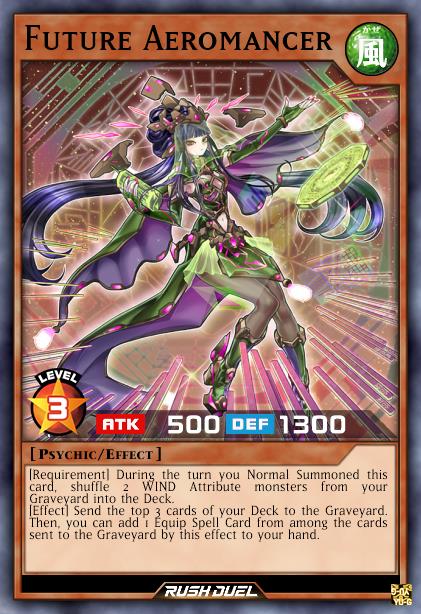 Future Aeromancer
かぜ
風
LEVEL
3
ATK 500 DEF 1300
[Psychic/Effect]
[Requirement] During the turn you Normal Summoned this
card, shuffle 2 WIND Attribute monsters from your
Graveyard into the Deck.
[Effect] Send the top 3 cards of your Deck to the Graveyard.
Then, you can add 1 Equip Spell Card from among the cards
sent to the Graveyard by this effect to your hand.
RUSH DUEL